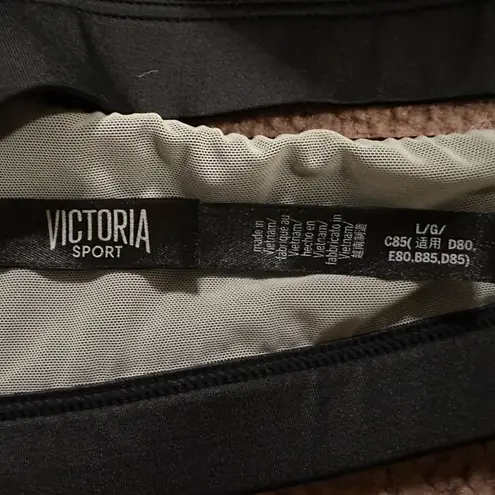 VICTORIA
SPORT
made in
Vietnam/
fabriqué au
Vietnam/
hecho en
Vietnam/
fabbricato in
Vietnam/
越南制造
L/G/
C85( 适用 D80,
E80,B85,D85)